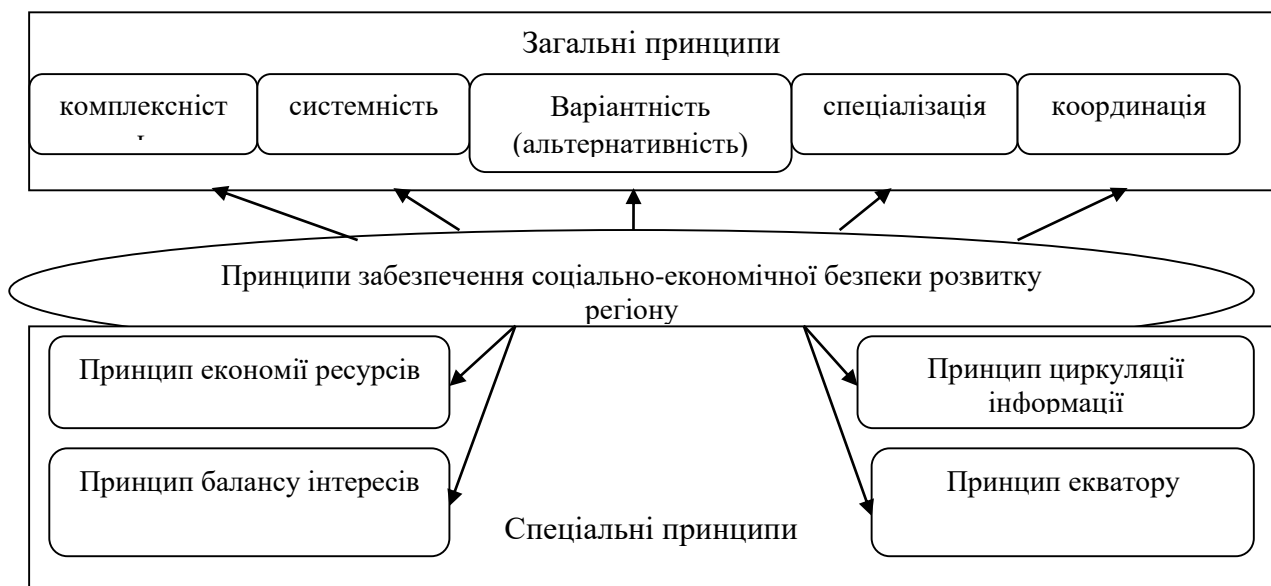 Загальні принципи
комплексніст
системність
Варіантність
(альтернативність)
спеціалізація
координація
Принципи забезпечення соціально-економічної безпеки розвитку
регіону
Принцип економії ресурсів
Принцип циркуляції
інформації
Принцип балансу інтересів
Принцип екватору
Спеціальні принципи